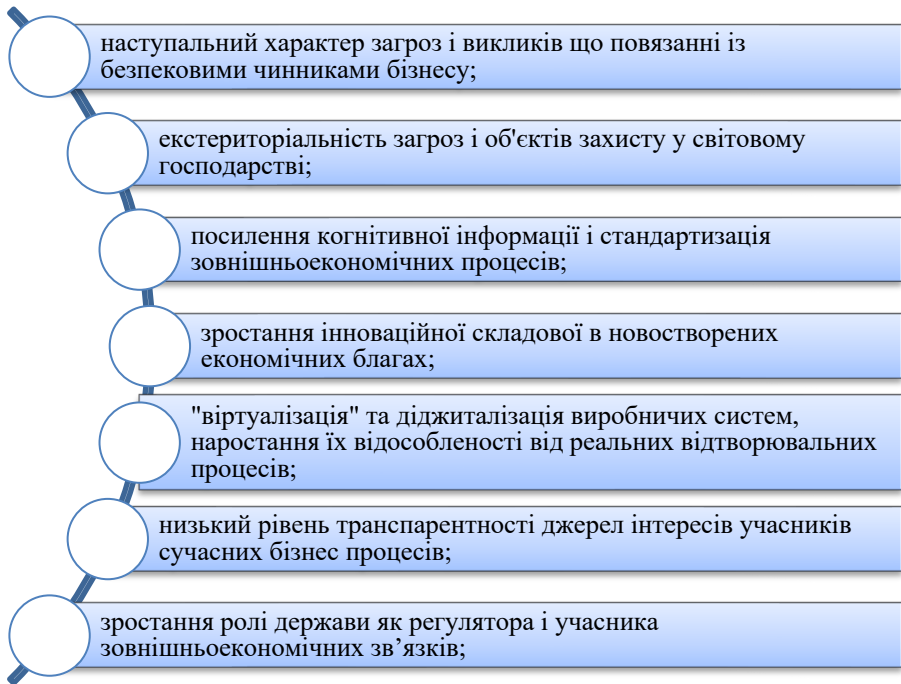 наступальний характер загроз і викликів що повязанні із
безпековими чинниками бізнесу;
екстериторіальність загроз і об'єктів захисту у світовому
господарстві;
посилення когнітивної інформації і стандартизація
зовнішньоекономічних процесів;
зростання інноваційної складової в новостворених
економічних благах;
"віртуалізація" та діджиталізація виробничих систем,
наростання їх відособленості від реальних відтворювальних
процесів;
низький рівень транспарентності джерел інтересів учасників
сучасних бізнес процесів;
зростання ролі держави як регулятора і учасника
зовнішньоекономічних зв’язків;